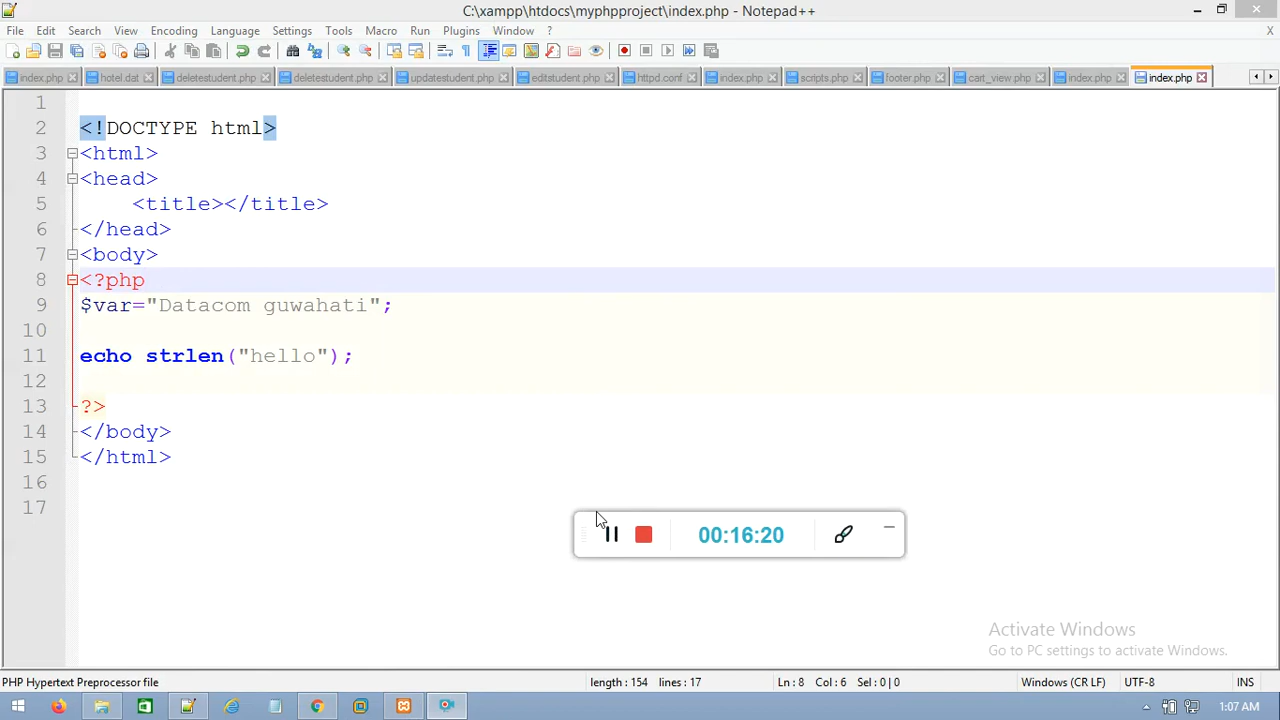 C:\xampp\htdocs\myphpproject\index.php - Notepad++
File Edit Search View Encoding Language Settings Tools Macro Run Plugins Window ? X
index.php hotel.dat deletestudent.php deletestudent.php updatestudent.php editstudent.php httpd.conf index.php scripts.php footer.php cart_view.php index.php index.php
1
2 <!DOCTYPE html>
3 <html>
4 <head>
5 <title></title>
6 </head>
7 <body>
8 <?php
9 $var="Datacom guwahati";
10
11 echo strlen("hello");
12
13 ?>
14 </body>
15 </html>
16
17
00:16:20
Activate Windows
Go to PC settings to activate Windows.
PHP Hypertext Preprocessor file length : 154 lines : 17 Ln : 8 Col : 6 Sel : 0 | 0 Windows (CR LF) UTF-8 INS
1:07 AM